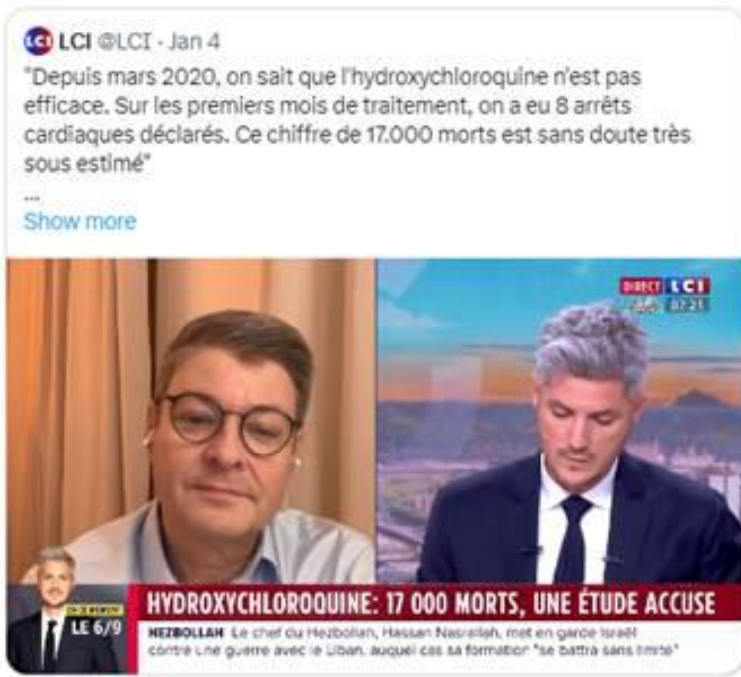 LCI LCI @LCI · Jan 4
"Depuis mars 2020, on sait que l'hydroxychloroquine n'est pas
efficace. Sur les premiers mois de traitement, on a eu 8 arrêts
cardiaques déclarés. Ce chiffre de 17.000 morts est sans doute très
sous estimé"
...
Show more
DIRECT LCI
07:21
EN CE MOMENT
LE 6/9
HYDROXYCHLOROQUINE: 17 000 MORTS, UNE ÉTUDE ACCUSE
HEZBOLLAH Le chef du Hezbollah, Hassan Nasrallah, met en garde Israël
contre une guerre avec le Liban, auquel cas sa formation "se battra sans limite"